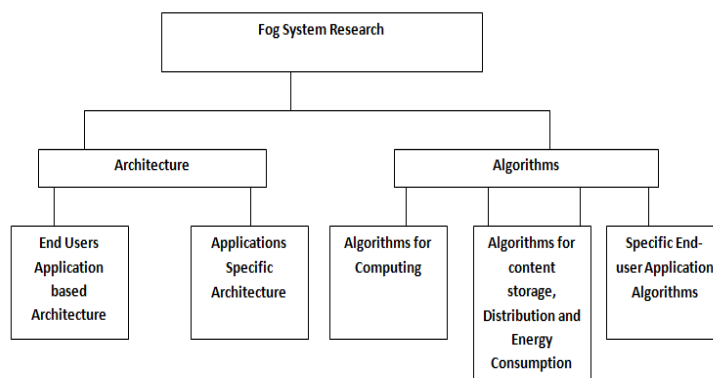 Fog System Research
Architecture
Algorithms
End Users
Application
based
Architecture
Applications
Specific
Architecture
Algorithms for
Computing
Algorithms for
content
storage,
Distribution and
Energy
Consumption
Specific End-
user Application
Algorithms